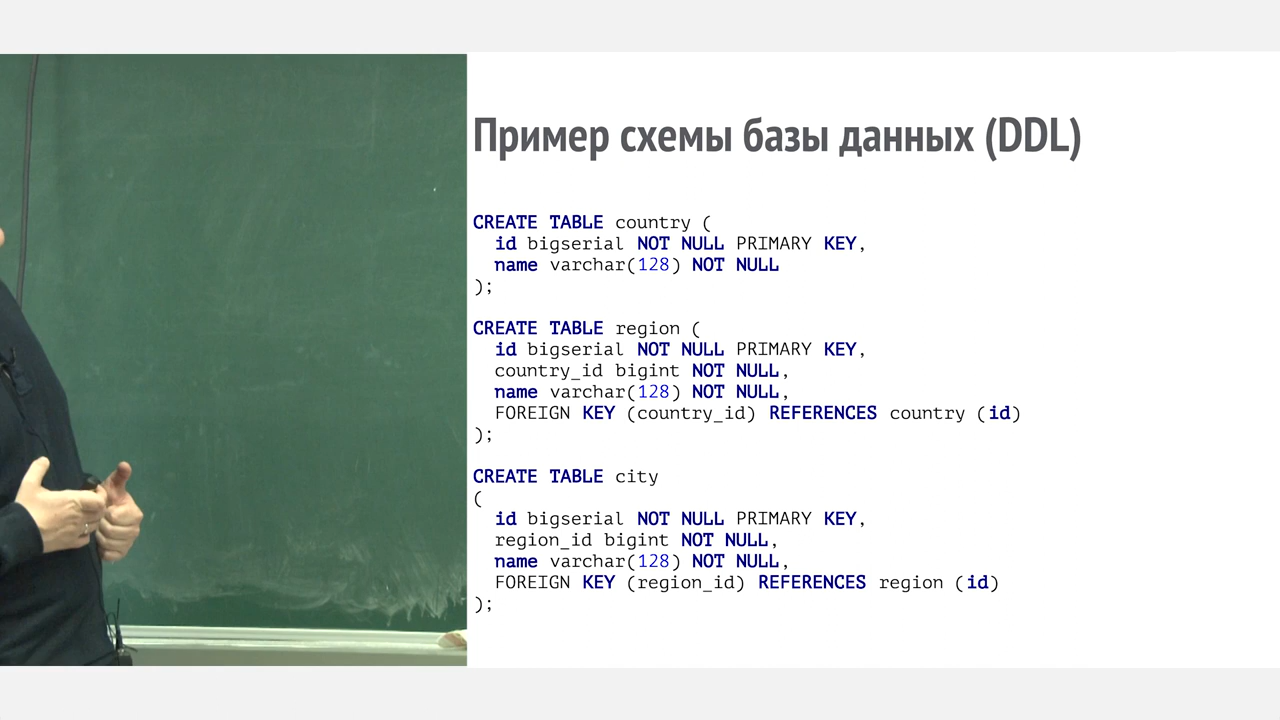 Пример схемы базы данных (DDL)
CREATE TABLE country (
  id bigserial NOT NULL PRIMARY KEY,
  name varchar(128) NOT NULL
);
CREATE TABLE region (
  id bigserial NOT NULL PRIMARY KEY,
  country_id bigint NOT NULL,
  name varchar(128) NOT NULL,
  FOREIGN KEY (country_id) REFERENCES country (id)
);
CREATE TABLE city
(
  id bigserial NOT NULL PRIMARY KEY,
  region_id bigint NOT NULL,
  name varchar(128) NOT NULL,
  FOREIGN KEY (region_id) REFERENCES region (id)
);